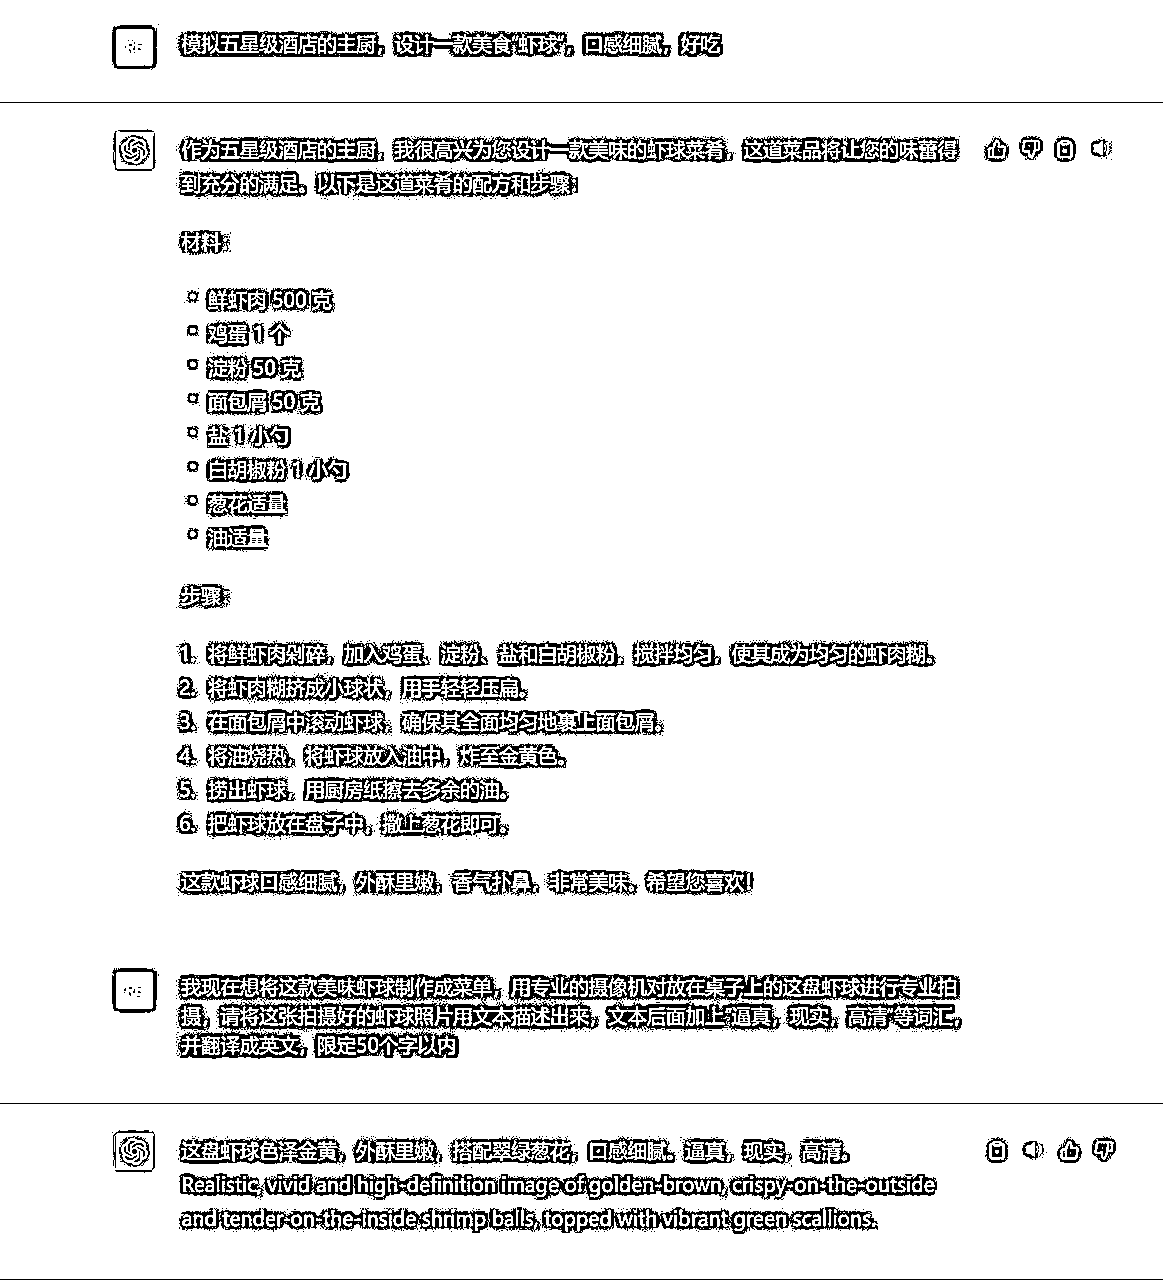 模拟五星级酒店的主厨，设计一款美食“虾球”，口感细腻，好吃
作为五星级酒店的主厨，我很高兴为您设计一款美味的虾球菜肴，这道菜品将让您的味蕾得
到充分的满足。以下是这道菜肴的配方和步骤：
材料：
鲜虾肉 500 克
鸡蛋 1 个
淀粉 50 克
面包屑 50 克
盐 1 小勺
白胡椒粉 1 小勺
葱花适量
油适量
步骤：
1. 将鲜虾肉剁碎，加入鸡蛋、淀粉、盐和白胡椒粉，搅拌均匀，使其成为均匀的虾肉糊。
2. 将虾肉糊挤成小球状，用手轻轻压扁。
3. 在面包屑中滚动虾球，确保其全面均匀地裹上面包屑。
4. 将油烧热，将虾球放入油中，炸至金黄色。
5. 捞出虾球，用厨房纸擦去多余的油。
6. 把虾球放在盘子中，撒上葱花即可。
这款虾球口感细腻，外酥里嫩，香气扑鼻，非常美味，希望您喜欢！
我现在想将这款美味虾球制作成菜单，用专业的摄像机对放在桌子上的这盘虾球进行专业拍
摄，请将这张拍摄好的虾球照片用文本描述出来，文本后面加上“逼真，现实，高清”等词汇，
并翻译成英文，限定50个字以内
这盘虾球色泽金黄，外酥里嫩，搭配翠绿葱花，口感细腻。逼真，现实，高清。
Realistic, vivid and high-definition image of golden-brown, crispy-on-the-outside
and tender-on-the-inside shrimp balls, topped with vibrant green scallions.